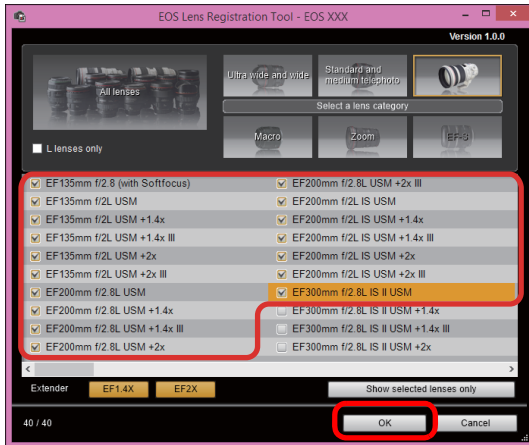 EOS Lens Registration Tool - EOS XXX
Version 1.0.0
All lenses
Ultra wide and wide
Standard and
medium telephoto
Select a lens category
Macro
Zoom
EF-S
L lenses only
EF135mm f/2.8 (with Softfocus)
EF135mm f/2L USM
EF135mm f/2L USM +1.4x
EF135mm f/2L USM +1.4x III
EF135mm f/2L USM +2x
EF135mm f/2L USM +2x III
EF200mm f/2.8L USM
EF200mm f/2.8L USM +1.4x
EF200mm f/2.8L USM +1.4x III
EF200mm f/2.8L USM +2x
EF200mm f/2.8L USM +2x III
EF200mm f/2L IS USM
EF200mm f/2L IS USM +1.4x
EF200mm f/2L IS USM +1.4x III
EF200mm f/2L IS USM +2x
EF200mm f/2L IS USM +2x III
EF300mm f/2.8L IS II USM
EF300mm f/2.8L IS II USM +1.4x
EF300mm f/2.8L IS II USM +1.4x III
EF300mm f/2.8L IS II USM +2x
Extender
EF1.4X
EF2X
Show selected lenses only
40 / 40
OK
Cancel